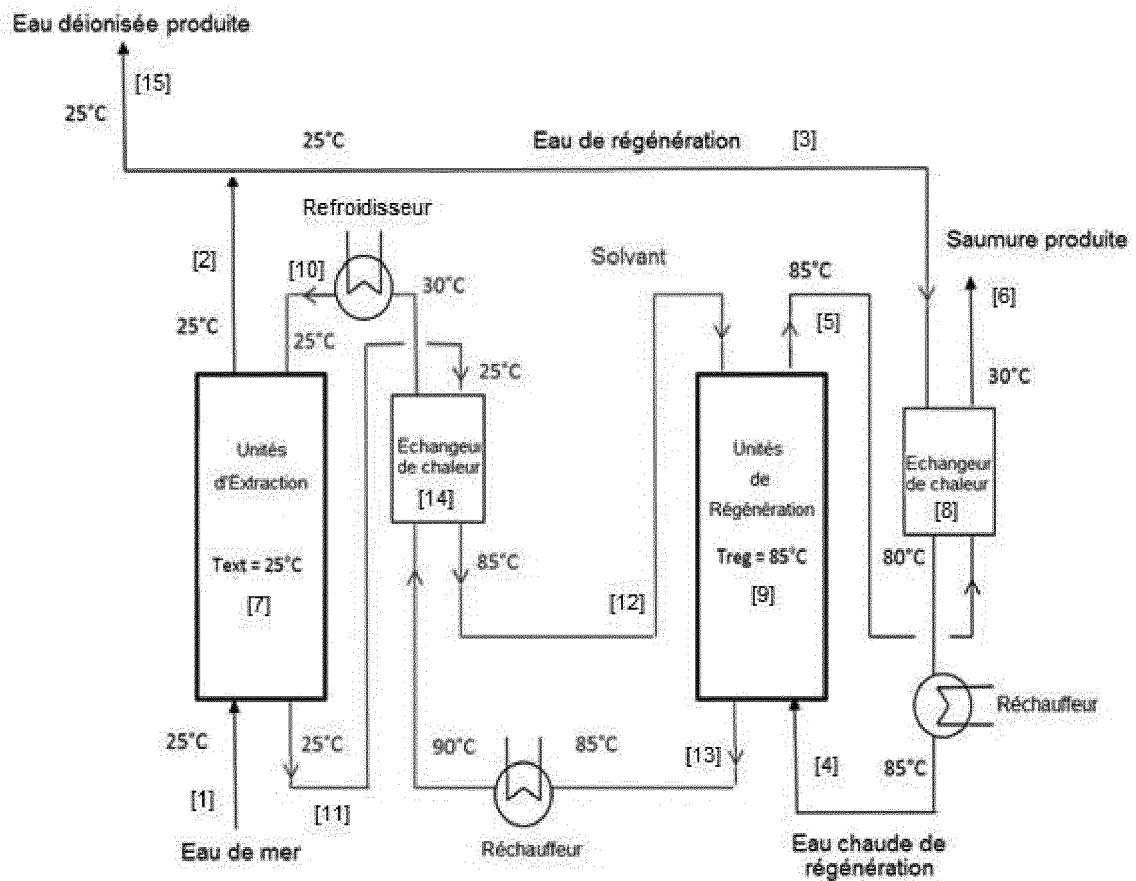 Eau déionisée produite
[15]
25°C
25°C
Eau de régénération
[3]
Refroidisseur
Saumure produite
[2]
[10]
30°C
Solvant
85°C
[6]
25°C
25°C
25°C
[5]
30°C
Unités
d'Extraction
Text = 25°C
[7]
Echangeur
de chaleur
[14]
Unités
de
Régénération
Treg = 85°C
[9]
Echangeur
de chaleur
[8]
85°C
80°C
[12]
Réchauffeur
25°C
25°C
90°C
85°C
[13]
[4]
85°C
[1]
[11]
Eau de mer
Réchauffeur
Eau chaude de
régénération